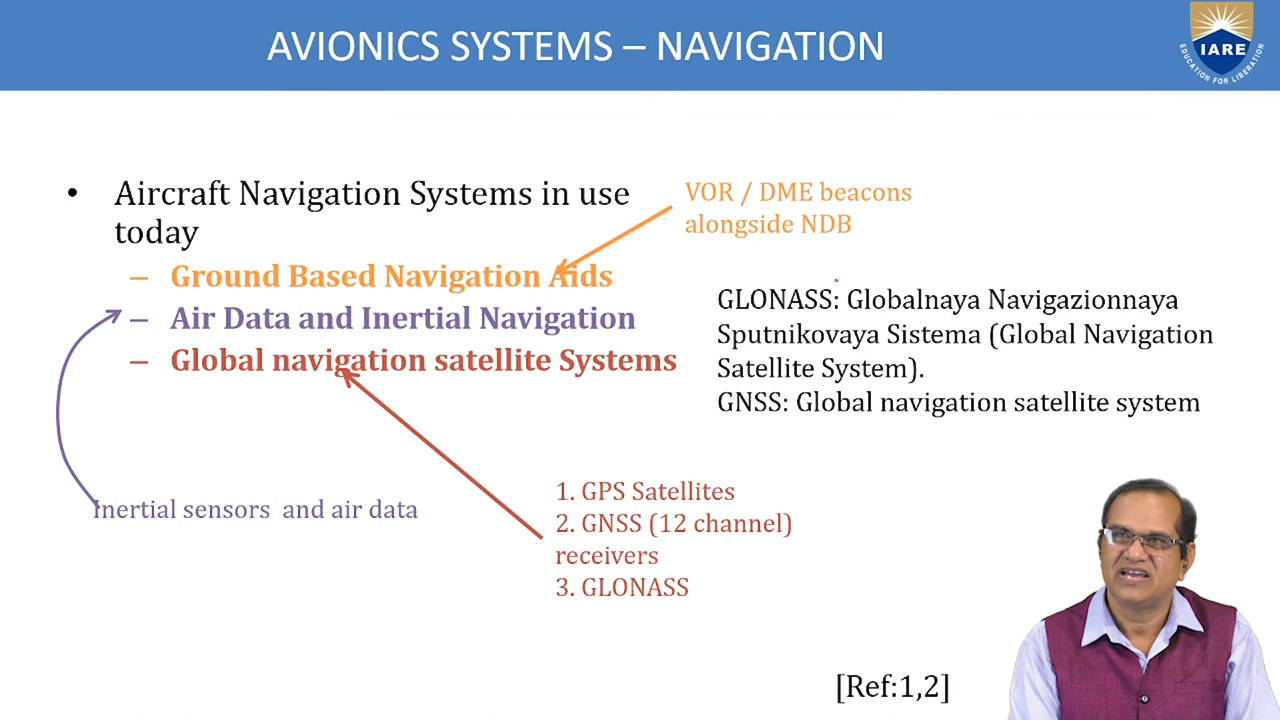 AVIONICS SYSTEMS – NAVIGATION
IARE
EDUCATION FOR LIBERATION
• Aircraft Navigation Systems in use
today
– Ground Based Navigation Aids
– Air Data and Inertial Navigation
– Global navigation satellite Systems
VOR / DME beacons
alongside NDB
GLONASS: Globalnaya Navigazionnaya
Sputnikovaya Sistema (Global Navigation
Satellite System).
GNSS: Global navigation satellite system
Inertial sensors and air data
1. GPS Satellites
2. GNSS (12 channel)
receivers
3. GLONASS
[Ref:1,2]